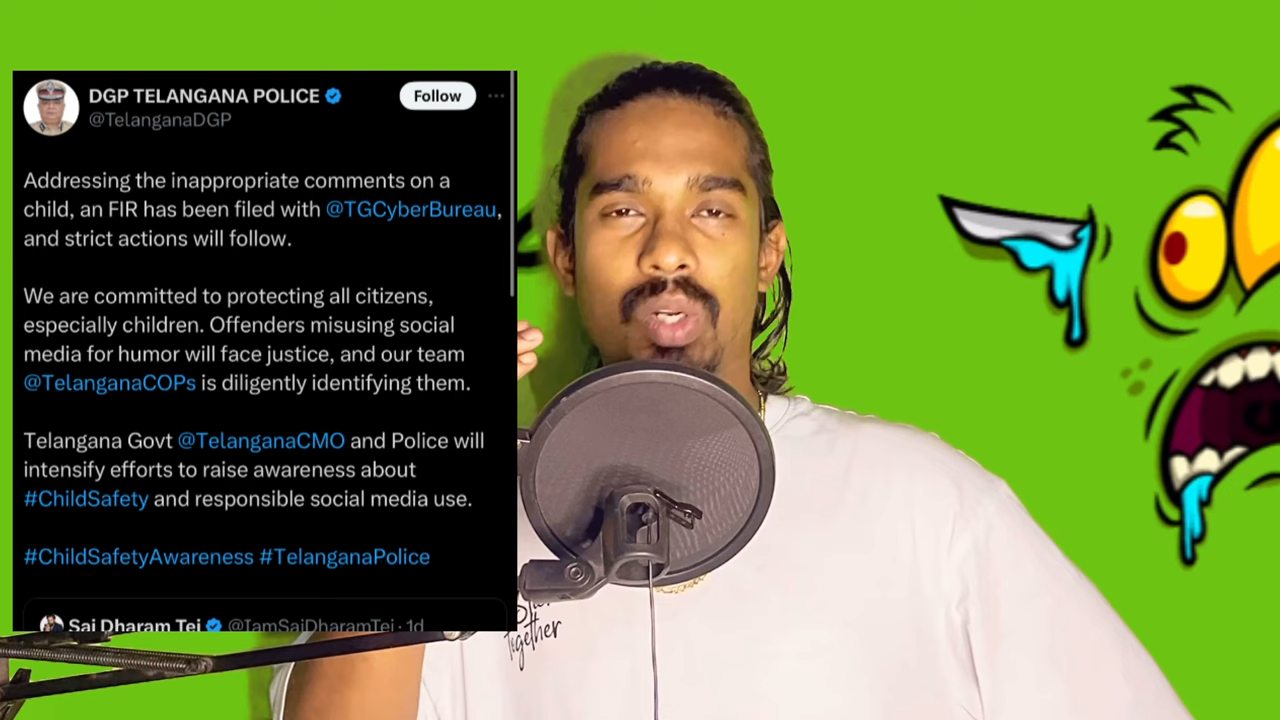 DGP TELANGANA POLICE
Follow
@TelanganaDGP
Addressing the inappropriate comments on a
child, an FIR has been filed with @TGCyberBureau,
and strict actions will follow.
We are committed to protecting all citizens,
especially children. Offenders misusing social
media for humor will face justice, and our team
@TelanganaCOPs is diligently identifying them.
Telangana Govt @TelanganaCMO and Police will
intensify efforts to raise awareness about
#ChildSafety and responsible social media use.
#ChildSafetyAwareness #TelanganaPolice
Sai Dharam Tej @IamSaiDharamTej · 1d
together